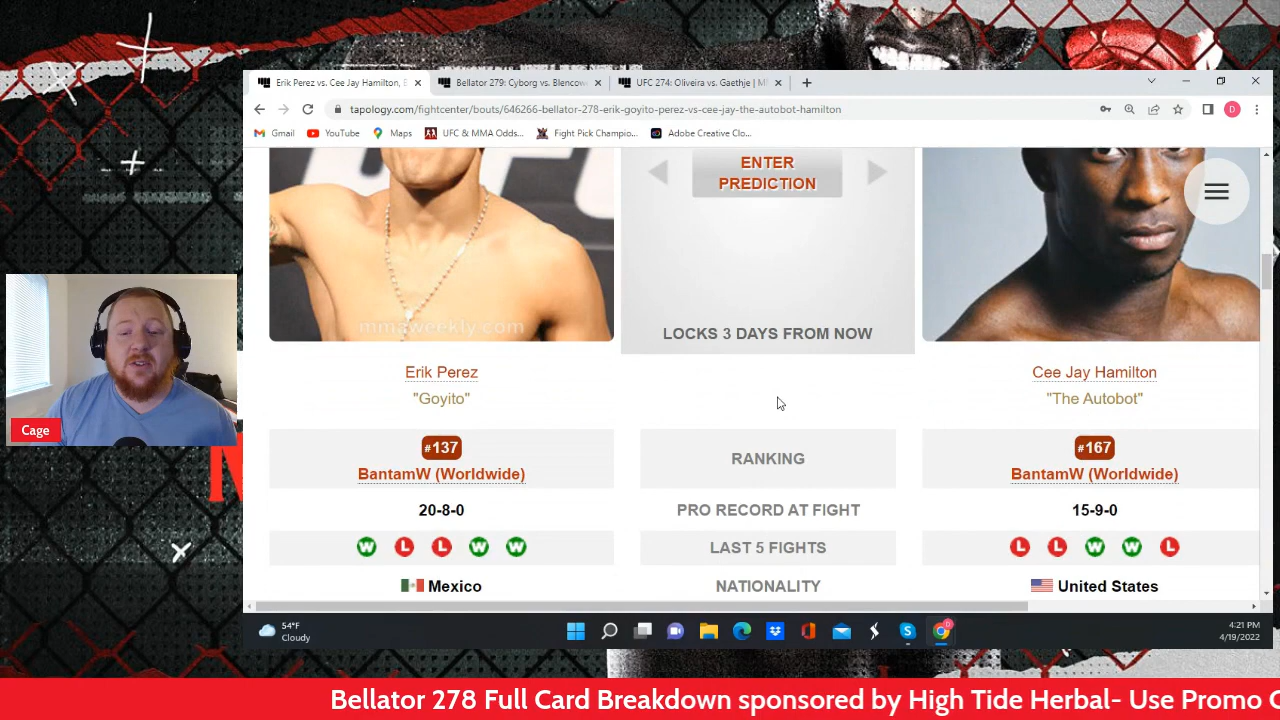 Erik Perez vs. Cee Jay Hamilton, B
Bellator 279: Cyborg vs. Blencow
UFC 274: Oliveira vs. Gaethje | M
tapology.com/fightcenter/bouts/646266-bellator-278-erik-goyito-perez-vs-cee-jay-the-autobot-hamilton
D
Gmail
YouTube
Maps
UFC & MMA Odds...
Fight Pick Champio...
Adobe Creative Clo...
ENTER
PREDICTION
mmaweekly.com
LOCKS 3 DAYS FROM NOW
Erik Perez
Cee Jay Hamilton
"Goyito"
"The Autobot"
#137
RANKING
#167
BantamW (Worldwide)
BantamW (Worldwide)
20-8-0
PRO RECORD AT FIGHT
15-9-0
W L L W W
LAST 5 FIGHTS
L L W W L
Mexico
NATIONALITY
United States
Cage
54°F
Cloudy
4:21 PM
4/19/2022
Bellator 278 Full Card Breakdown sponsored by High Tide Herbal- Use Promo C